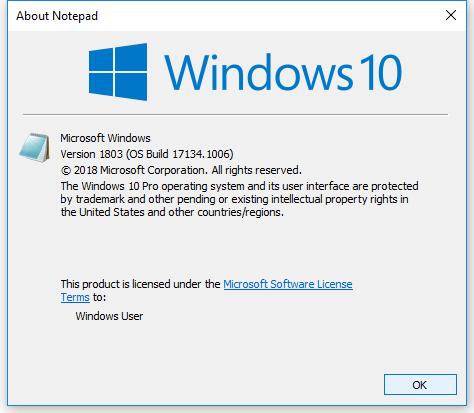 About Notepad
Windows 10
Microsoft Windows
Version 1803 (OS Build 17134.1006)
© 2018 Microsoft Corporation. All rights reserved.
The Windows 10 Pro operating system and its user interface are protected
by trademark and other pending or existing intellectual property rights in
the United States and other countries/regions.
This product is licensed under the Microsoft Software License
Terms to:
Windows User
OK